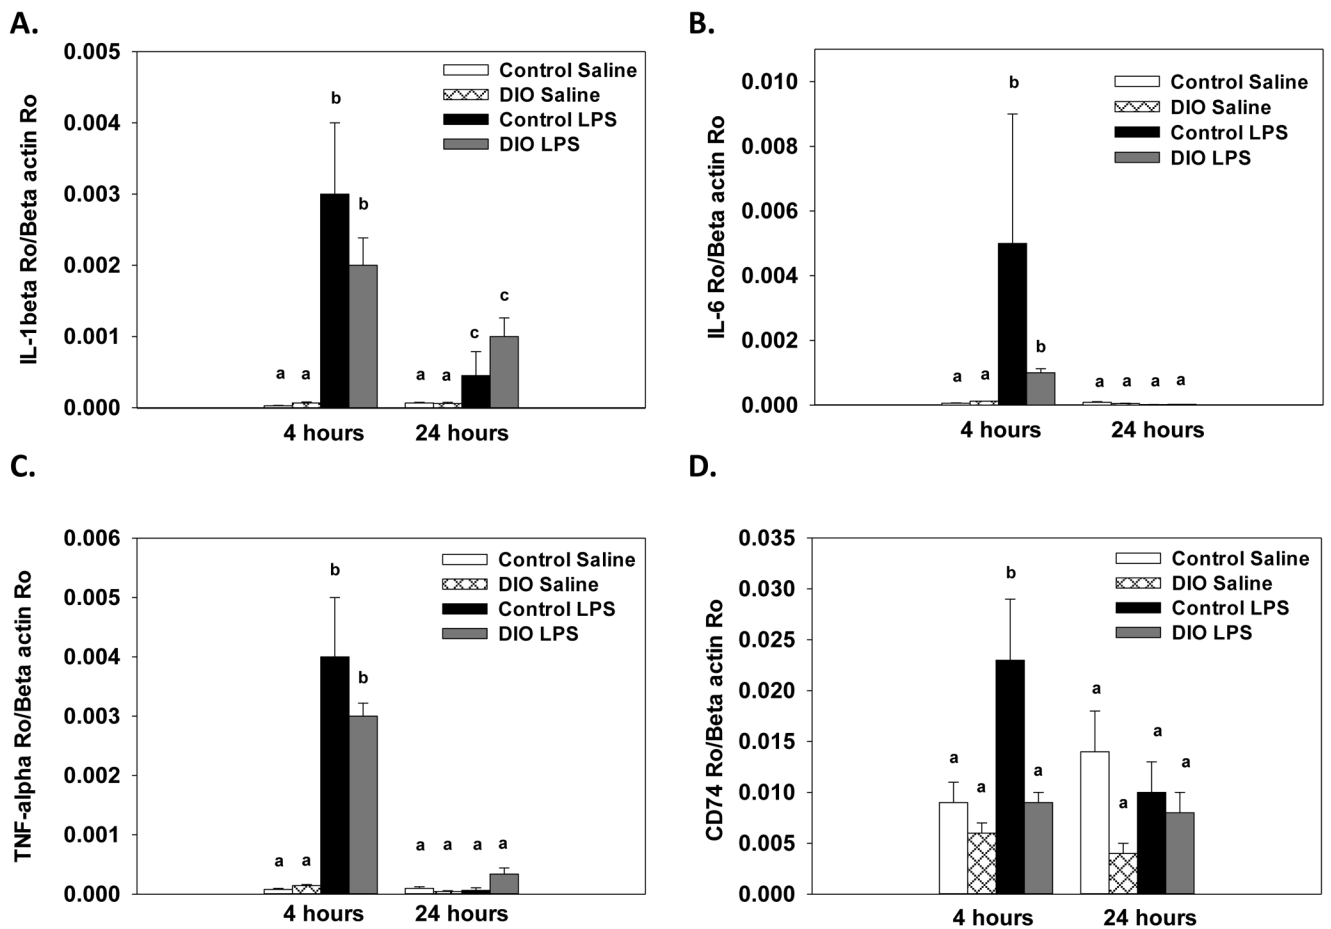 A.
IL-1beta Ro/Beta actin Ro
0.005
0.004
0.003
0.002
0.001
0.000
Control Saline
DIO Saline
Control LPS
DIO LPS
a a b b
a a c c
4 hours 24 hours
B.
IL-6 Ro/Beta actin Ro
0.010
0.008
0.006
0.004
0.002
0.000
Control Saline
DIO Saline
Control LPS
DIO LPS
a a b b
a a a a
4 hours 24 hours
C.
TNF-alpha Ro/Beta actin Ro
0.006
0.005
0.004
0.003
0.002
0.001
0.000
Control Saline
DIO Saline
Control LPS
DIO LPS
a a b b
a a a a
4 hours 24 hours
D.
CD74 Ro/Beta actin Ro
0.035
0.030
0.025
0.020
0.015
0.010
0.005
0.000
Control Saline
DIO Saline
Control LPS
DIO LPS
a a b a
a a a a
4 hours 24 hours